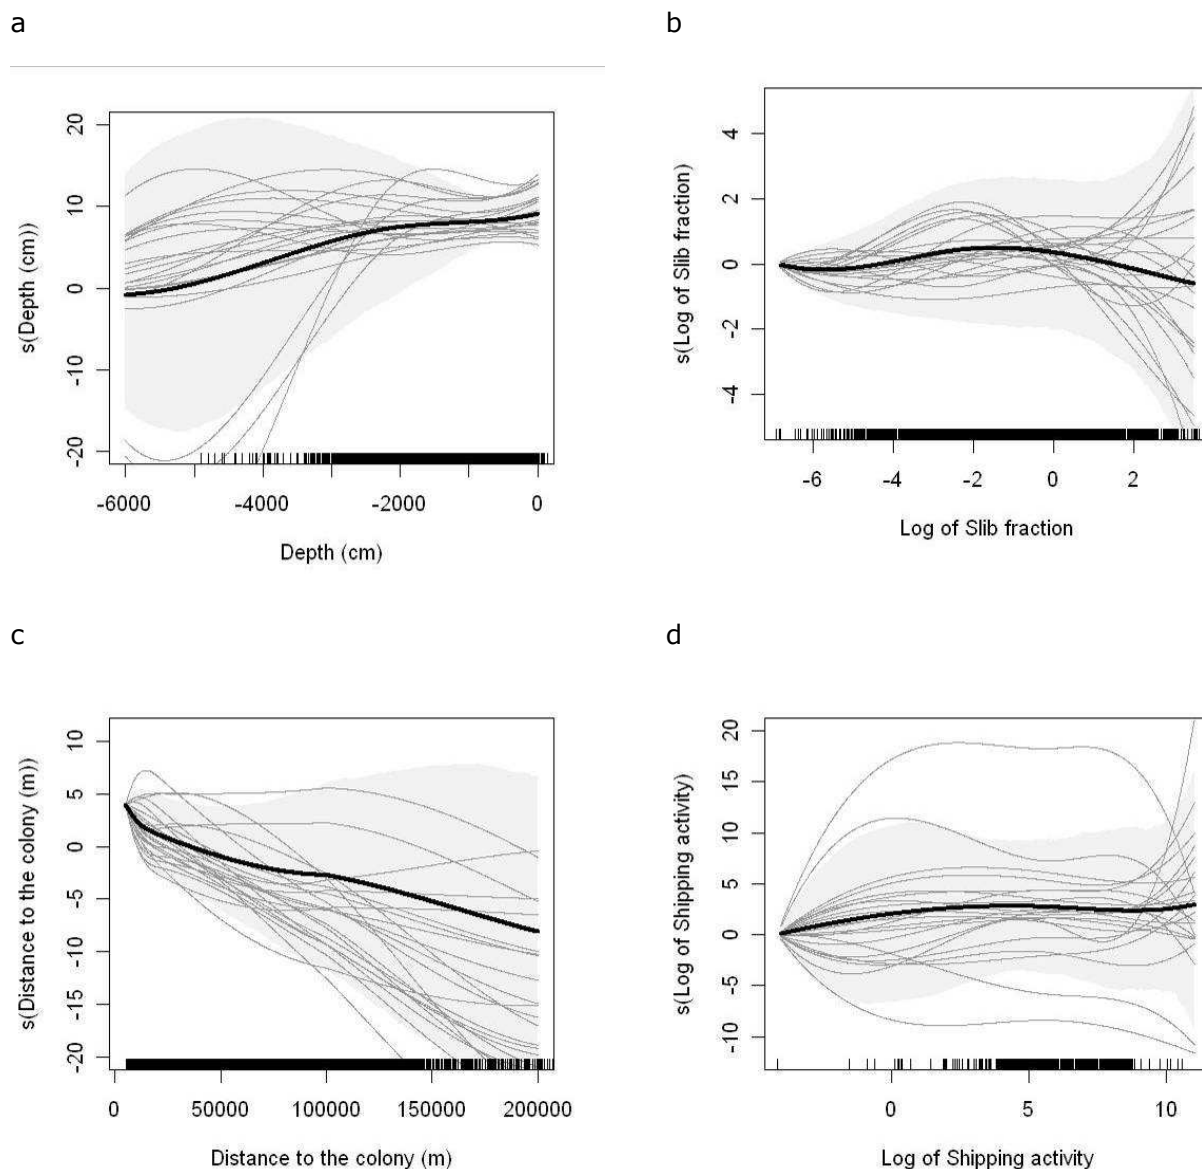 a
b
s(Depth (cm))
20
10
0
-10
-20
-6000 -4000 -2000 0
Depth (cm)
s(Log of Slib fraction)
4
2
0
-2
-4
-6 -4 -2 0 2
Log of Slib fraction
c
d
s(Distance to the colony (m))
10
5
0
-5
-10
-15
-20
0 50000 100000 150000 200000
Distance to the colony (m)
s(Log of Shipping activity)
20
15
10
5
0
-5
-10
0 5 10
Log of Shipping activity